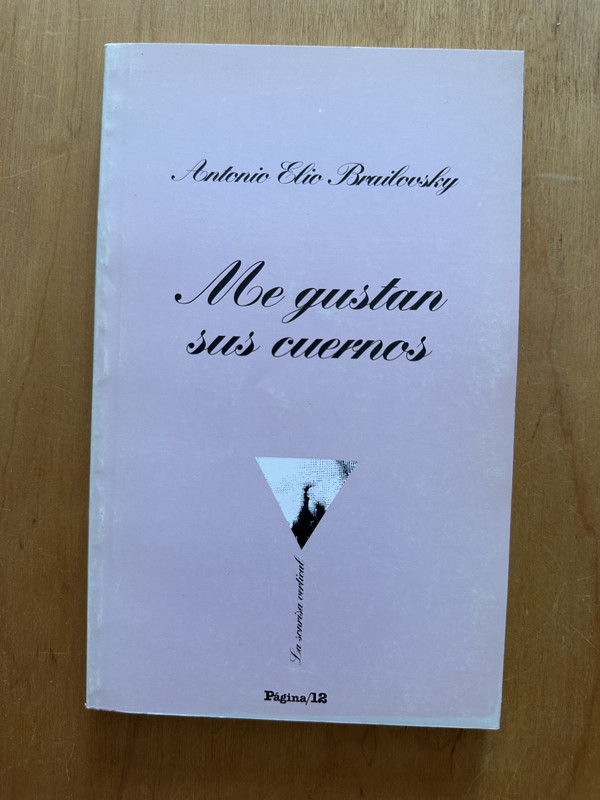 Antonio Elio Brailovsky
Me gustan
sus cuernos
La sonrisa vertical
Página/12